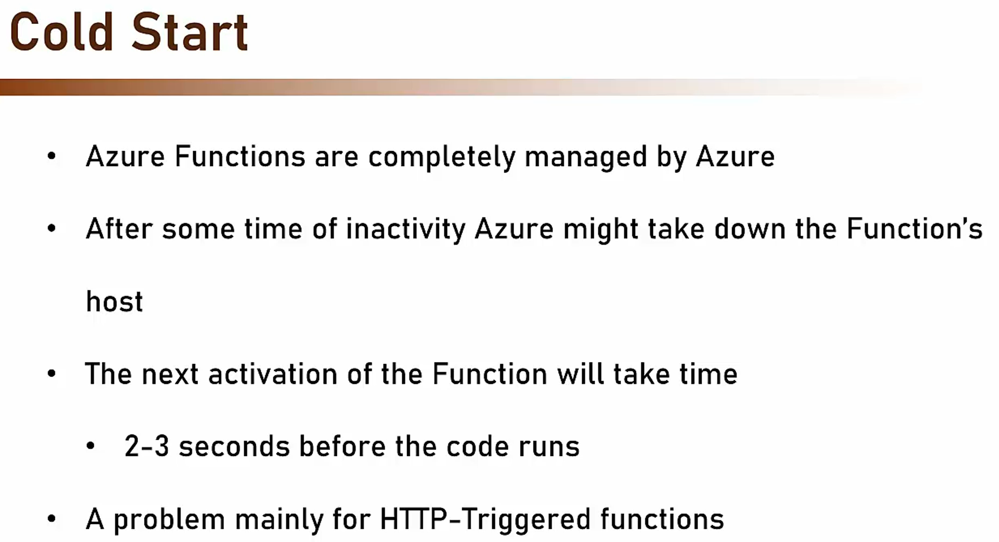 Cold Start
• Azure Functions are completely managed by Azure
• After some time of inactivity Azure might take down the Function's
host
• The next activation of the Function will take time
• 2-3 seconds before the code runs
• A problem mainly for HTTP-Triggered functions